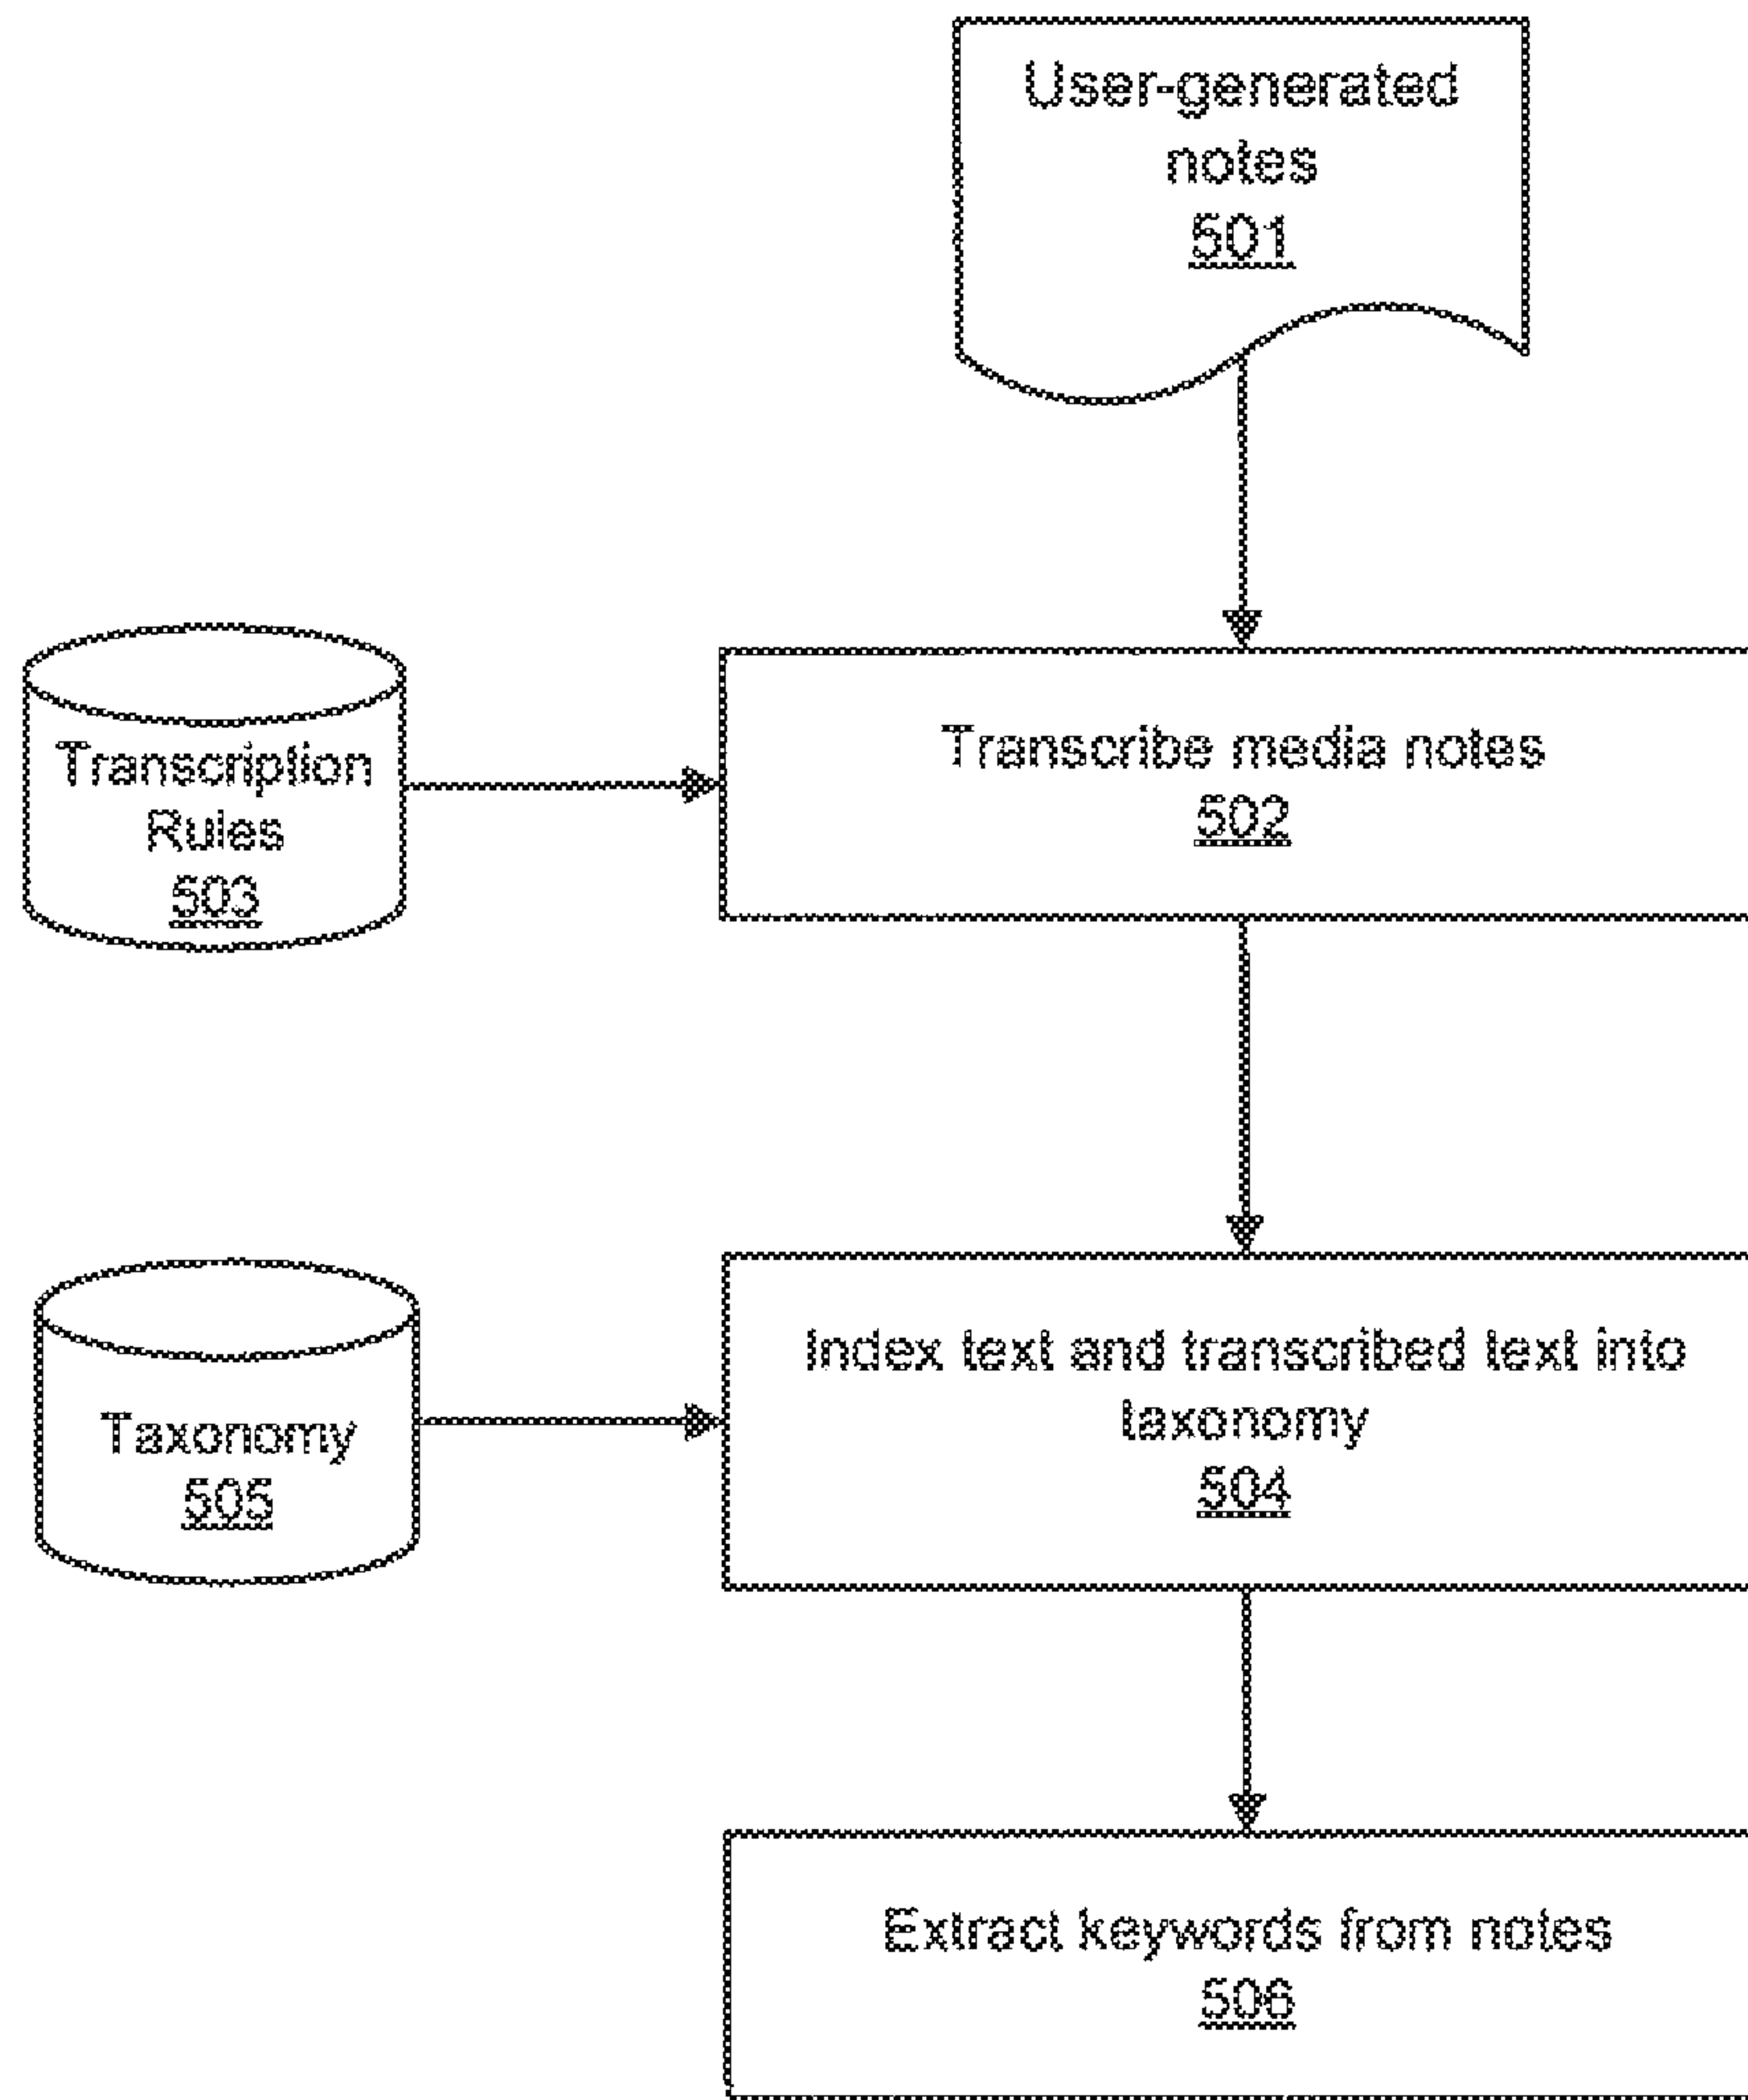 User-generated
notes
501
Transcribe media notes
502
Transcription
Rules
503
Index text and transcribed text into
taxonomy
504
Taxonomy
505
Extract keywords from notes
506